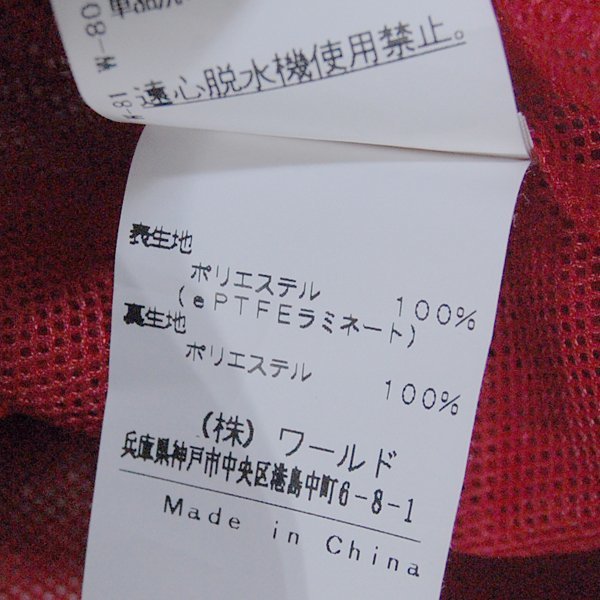 遠心脱水機使用禁止。
表生地
ポリエステル 100%
(ePTFEラミネート)
裏生地
ポリエステル 100%
(株) ワールド
兵庫県神戸市中央区港島中町6-8-1
Made in China